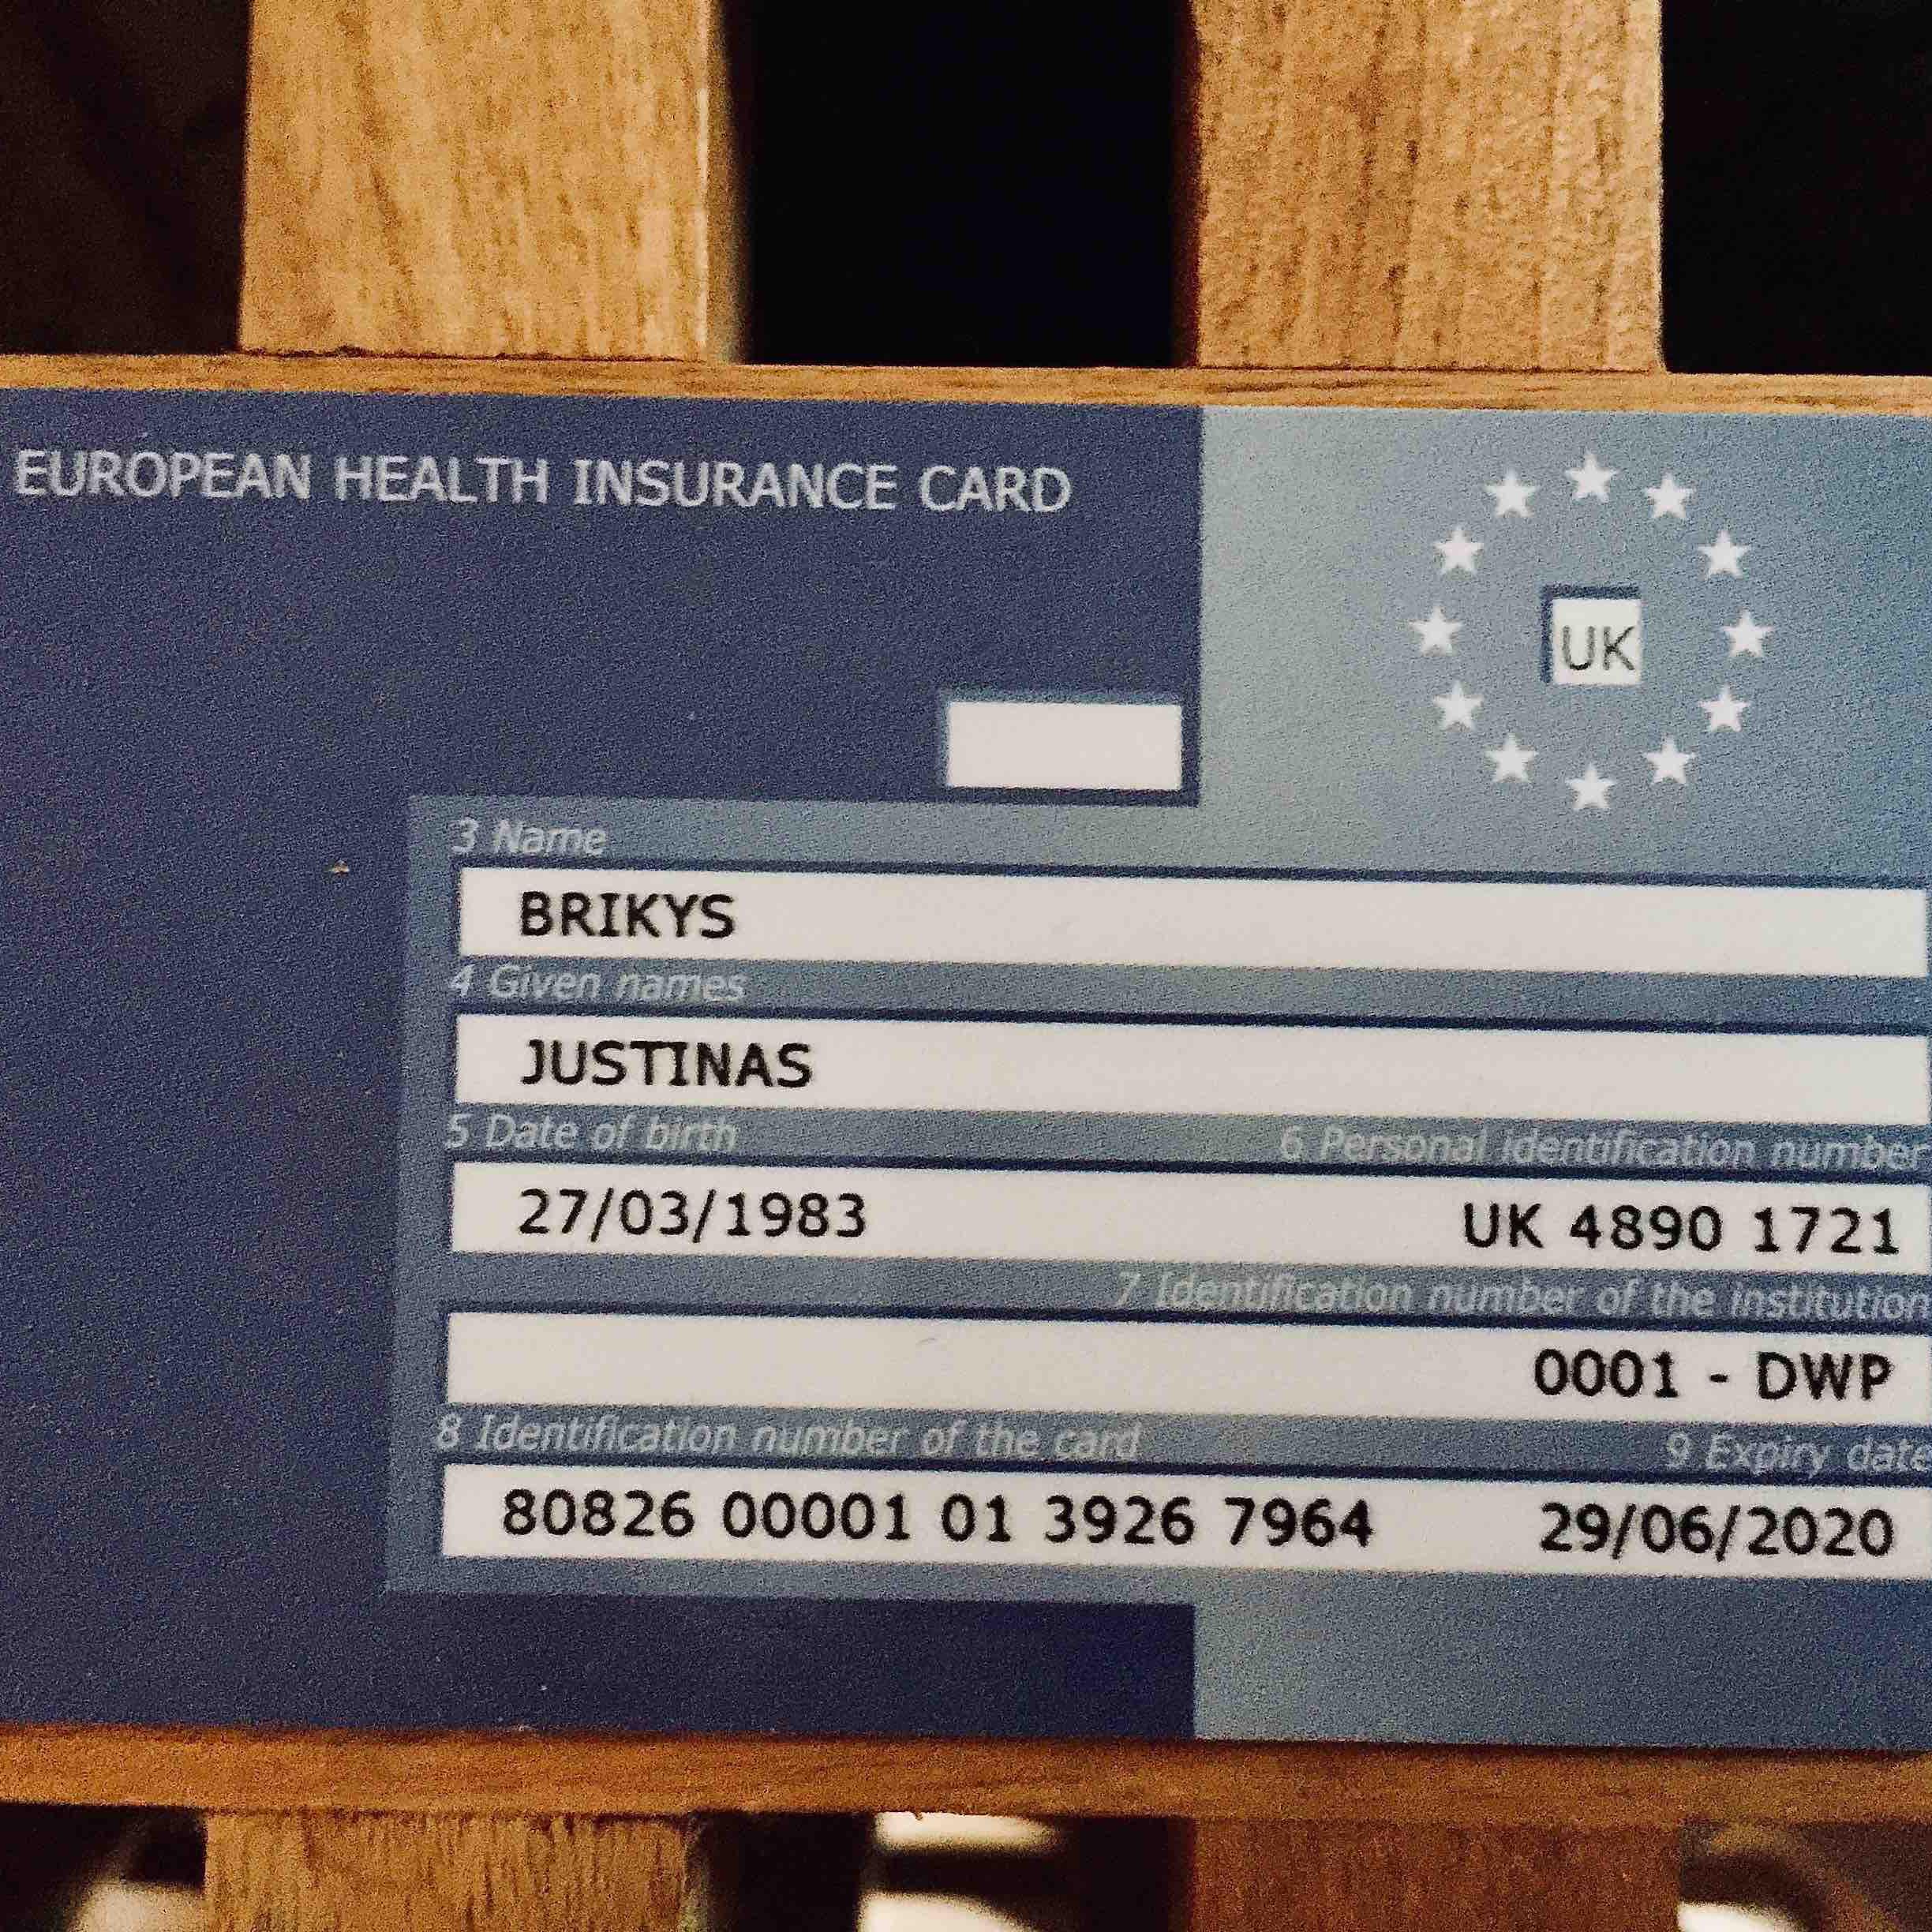 EUROPEAN HEALTH INSURANCE CARD
UK
3 Name
BRIKYS
4 Given names
JUSTINAS
5 Date of birth 6 Personal identification number
27/03/1983 UK 4890 1721
7 Identification number of the institution
0001 - DWP
8 Identification number of the card 9 Expiry date
80826 00001 01 3926 7964 29/06/2020